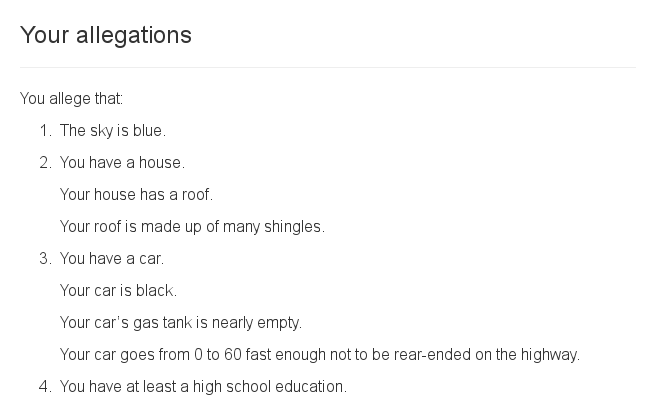 Your allegations
You allege that:
1. The sky is blue.
2. You have a house.
Your house has a roof.
Your roof is made up of many shingles.
3. You have a car.
Your car is black.
Your car's gas tank is nearly empty.
Your car goes from 0 to 60 fast enough not to be rear-ended on the highway.
4. You have at least a high school education.